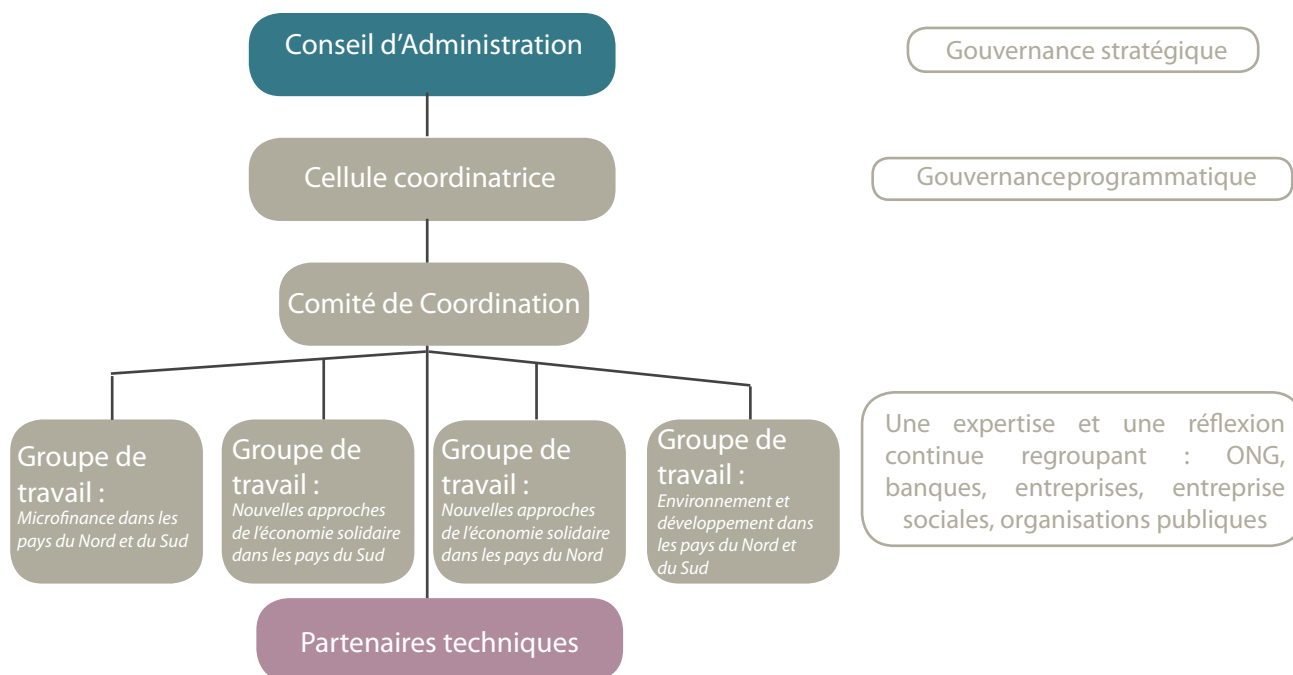 Conseil d’Administration
Gouvernance stratégique
Cellule coordinatrice
Gouvernance programmatique
Comité de Coordination
Groupe de
travail :
Microfinance dans les
pays du Nord et du Sud
Groupe de
travail :
Nouvelles approches
de l’économie solidaire
dans les pays du Sud
Groupe de
travail :
Nouvelles approches
de l’économie solidaire
dans les pays du Nord
Groupe de
travail :
Environnement et
développement dans
les pays du Nord et
du Sud
Une expertise et une réflexion
continue regroupant : ONG,
banques, entreprises, entreprise
sociales, organisations publiques
Partenaires techniques